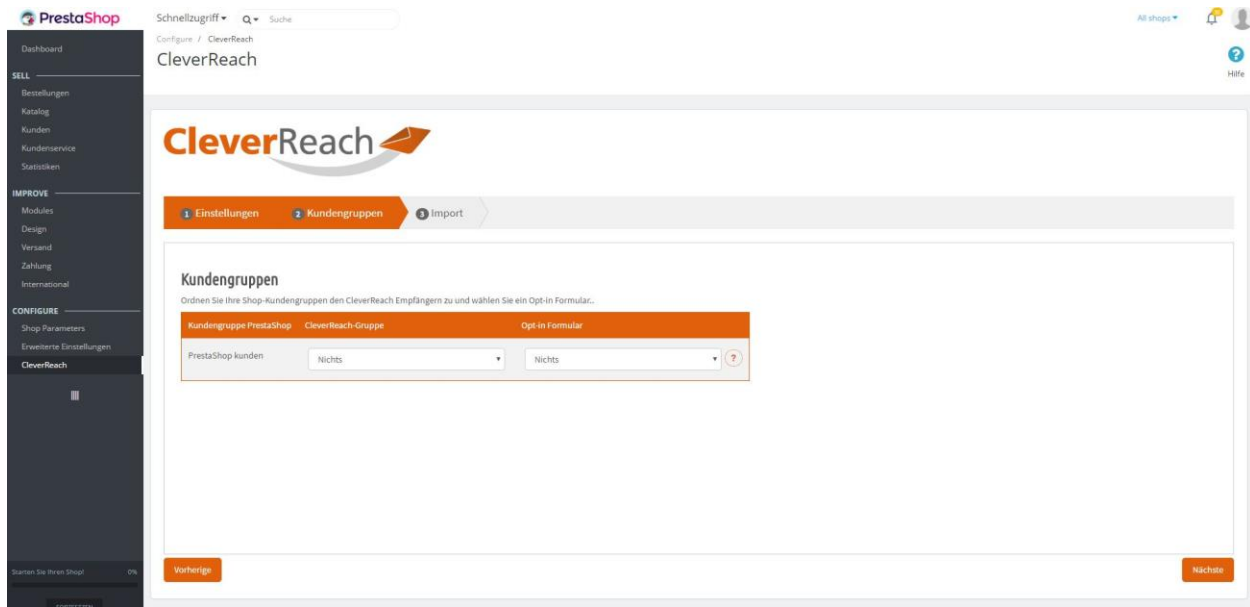 PrestaShop
Schnellzugriff
Suche
All shops
Configure / CleverReach
CleverReach
Hilfe
Dashboard
SELL
Bestellungen
Katalog
Kunden
Kundenservice
Statistiken
IMPROVE
Modules
Design
Versand
Zahlung
International
CONFIGURE
Shop Parameters
Erweiterte Einstellungen
CleverReach
Starten Sie Ihren Shop! 0%
CleverReach
1 Einstellungen 2 Kundengruppen 3 Import
Kundengruppen
Ordnen Sie Ihre Shop-Kundengruppen den CleverReach Empfängern zu und wählen Sie ein Opt-in Formular..
Kundengruppe PrestaShop CleverReach-Gruppe Opt-in Formular
PrestaShop kunden Nichts Nichts ?
Vorherige Nächste